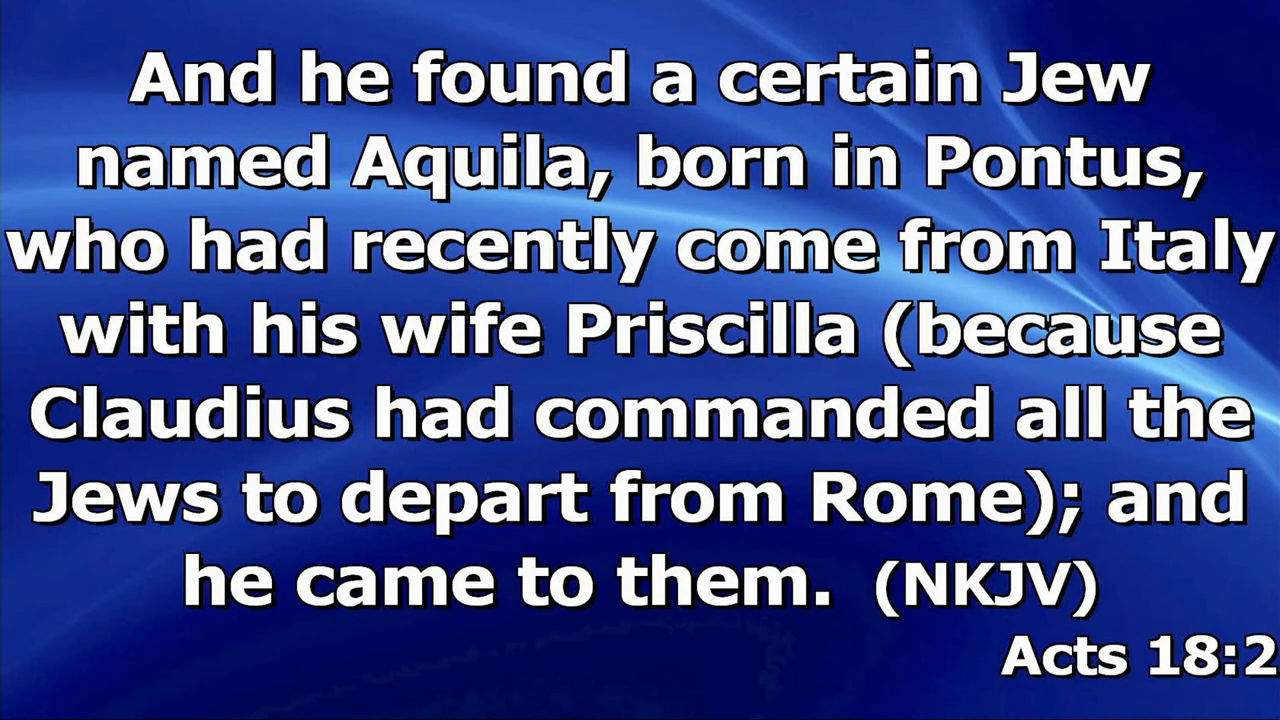 And he found a certain Jew
named Aquila, born in Pontus,
who had recently come from Italy
with his wife Priscilla (because
Claudius had commanded all the
Jews to depart from Rome); and
he came to them. (NKJV)
Acts 18:2